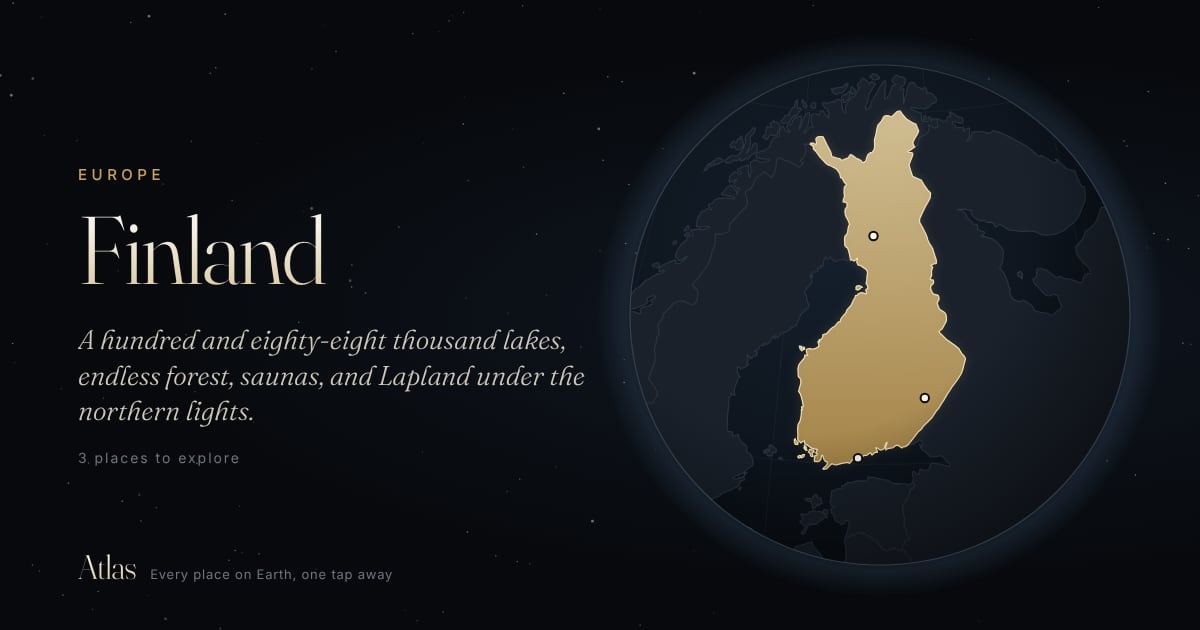 EUROPE
Finland
A hundred and eighty-eight thousand lakes,
endless forest, saunas, and Lapland under the
northern lights.
3 places to explore
Atlas Every place on Earth, one tap away